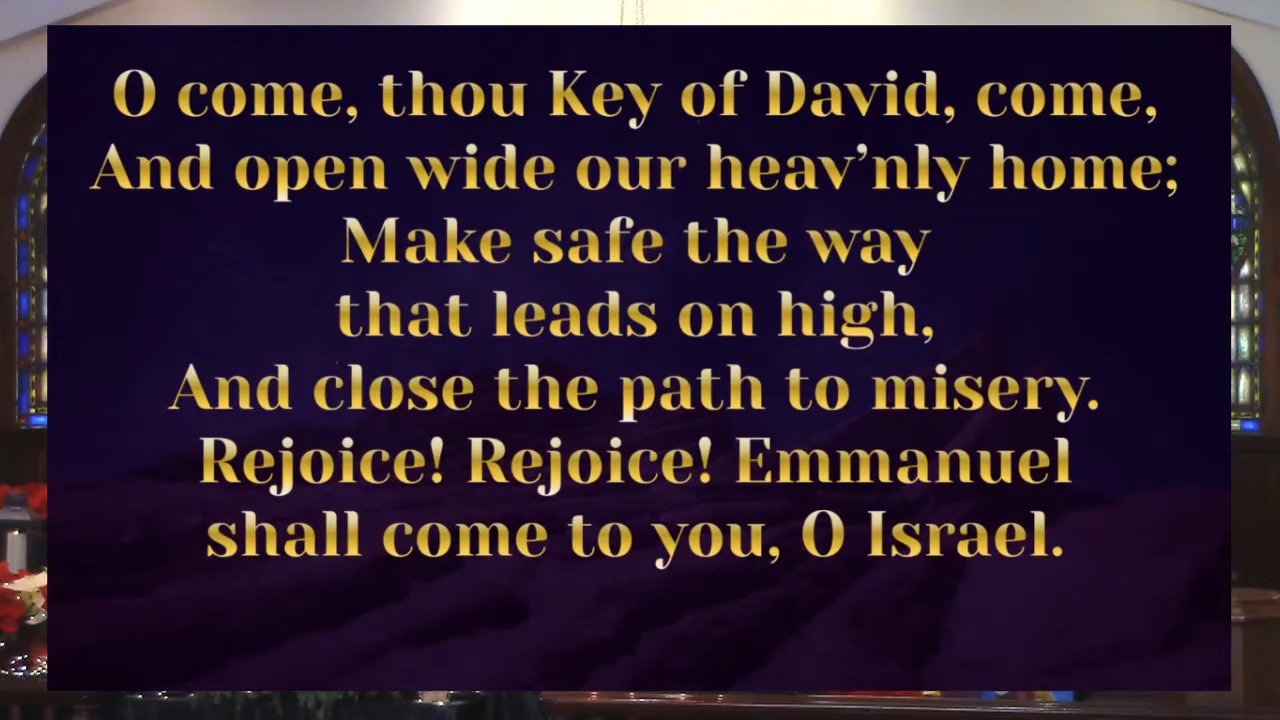 O come, thou Key of David, come,
And open wide our heav’nly home;
Make safe the way
that leads on high,
And close the path to misery.
Rejoice! Rejoice! Emmanuel
shall come to you, O Israel.